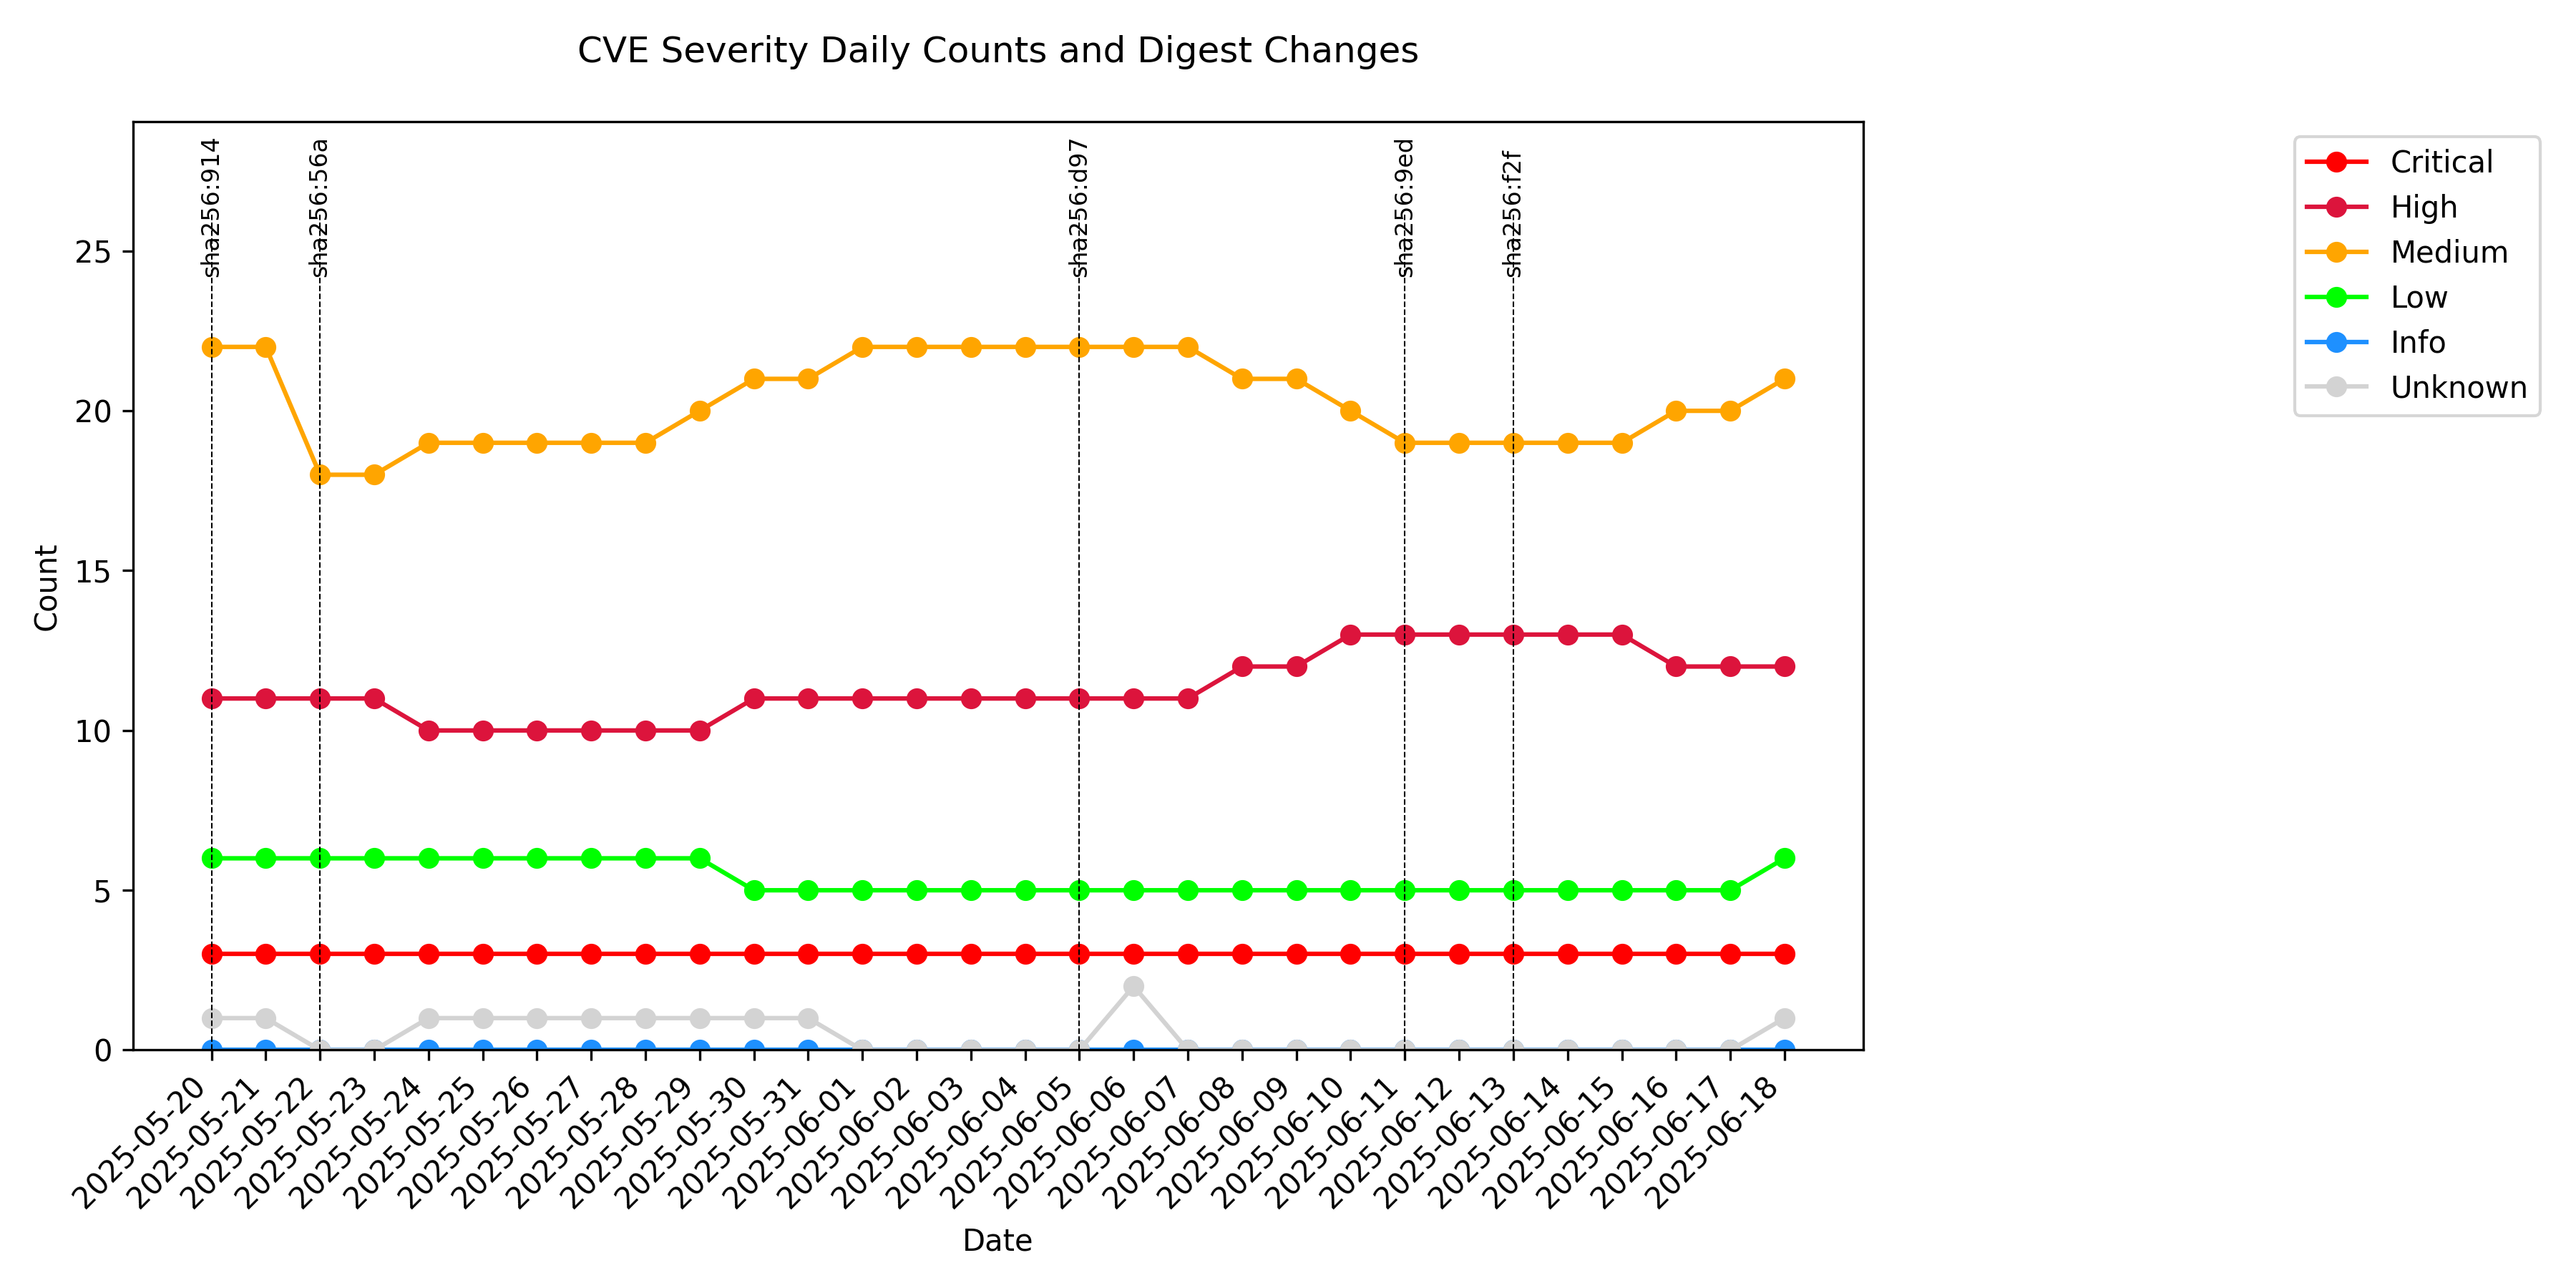 CVE Severity Daily Counts and Digest Changes
sha256:914
sha256:56a
sha256:d97
sha256:9ed
sha256:f2f
Critical
High
Medium
Low
Info
Unknown
Count
25
20
15
10
5
0
2025-05-20
2025-05-21
2025-05-22
2025-05-23
2025-05-24
2025-05-25
2025-05-26
2025-05-27
2025-05-28
2025-05-29
2025-05-30
2025-05-31
2025-06-01
2025-06-02
2025-06-03
2025-06-04
2025-06-05
2025-06-06
2025-06-07
2025-06-08
2025-06-09
2025-06-10
2025-06-11
2025-06-12
2025-06-13
2025-06-14
2025-06-15
2025-06-16
2025-06-17
2025-06-18
Date